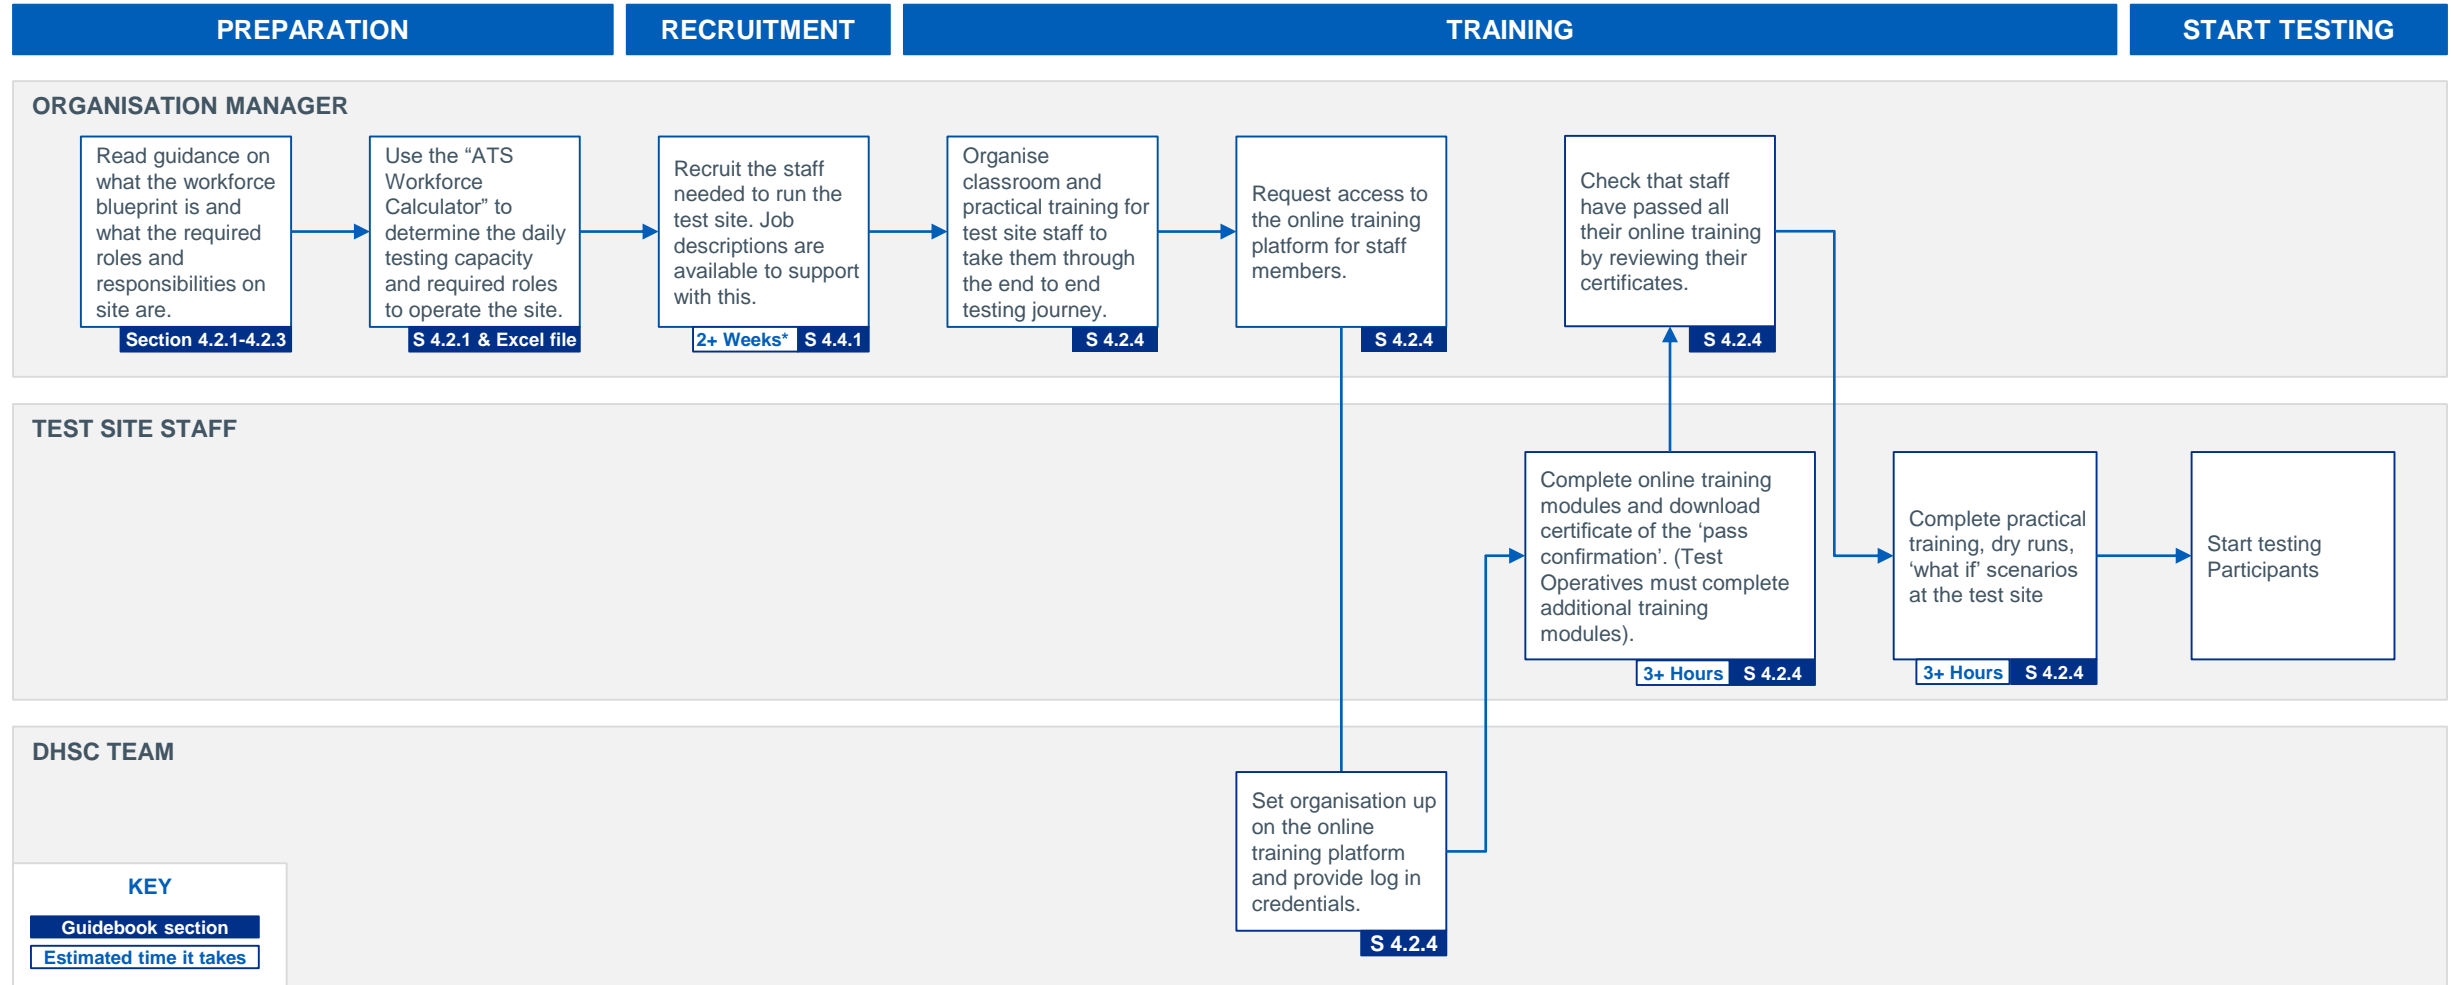 PREPARATION
RECRUITMENT
TRAINING
START TESTING
ORGANISATION MANAGER
Read guidance on
what the workforce
blueprint is and
what the required
roles and
responsibilities on
site are.
Section 4.2.1-4.2.3
Use the “ATS
Workforce
Calculator” to
determine the daily
testing capacity
and required roles
to operate the site.
S 4.2.1 & Excel file
Recruit the staff
needed to run the
test site. Job
descriptions are
available to support
with this.
2+ Weeks*
S 4.4.1
Organise
classroom and
practical training for
test site staff to
take them through
the end to end
testing journey.
S 4.2.4
Request access to
the online training
platform for staff
members.
S 4.2.4
Check that staff
have passed all
their online training
by reviewing their
certificates.
S 4.2.4
TEST SITE STAFF
Complete online training
modules and download
certificate of the ‘pass
confirmation’. (Test
Operatives must complete
additional training
modules).
3+ Hours
S 4.2.4
Complete practical
training, dry runs,
‘what if’ scenarios
at the test site
3+ Hours
S 4.2.4
Start testing
Participants
DHSC TEAM
Set organisation up
on the online
training platform
and provide log in
credentials.
S 4.2.4
KEY
Guidebook section
Estimated time it takes